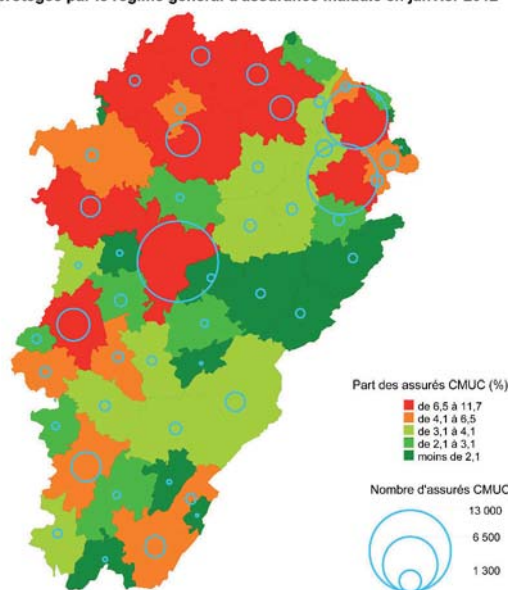 protégés par le régime général d'assurance maladie en janvier 2012
Part des assurés CMUC (%)
de 6,5 à 11,7
de 4,1 à 6,5
de 3,1 à 4,1
de 2,1 à 3,1
moins de 2,1
Nombre d'assurés CMUC
13 000
6 500
1 300